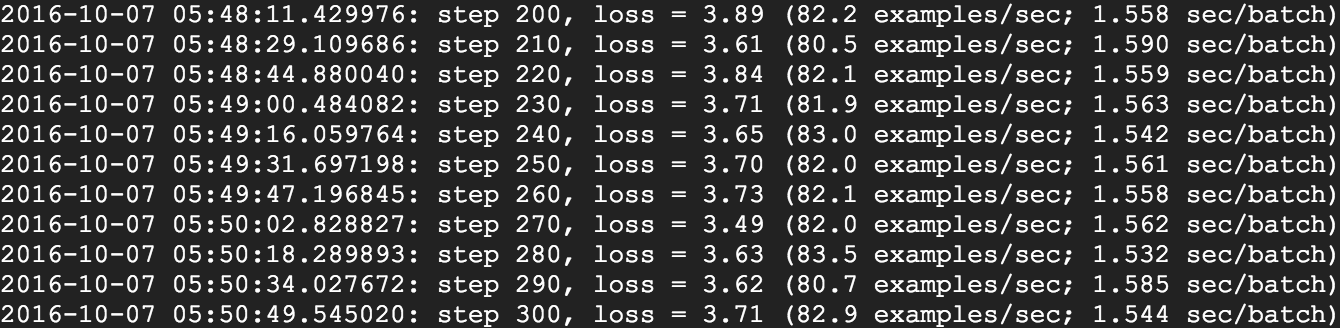 2016-10-07 05:48:11.429976: step 200, loss = 3.89 (82.2 examples/sec; 1.558 sec/batch)
2016-10-07 05:48:29.109686: step 210, loss = 3.61 (80.5 examples/sec; 1.590 sec/batch)
2016-10-07 05:48:44.880040: step 220, loss = 3.84 (82.1 examples/sec; 1.559 sec/batch)
2016-10-07 05:49:00.484082: step 230, loss = 3.71 (81.9 examples/sec; 1.563 sec/batch)
2016-10-07 05:49:16.059764: step 240, loss = 3.65 (83.0 examples/sec; 1.542 sec/batch)
2016-10-07 05:49:31.697198: step 250, loss = 3.70 (82.0 examples/sec; 1.561 sec/batch)
2016-10-07 05:49:47.196845: step 260, loss = 3.73 (82.1 examples/sec; 1.558 sec/batch)
2016-10-07 05:50:02.828827: step 270, loss = 3.49 (82.0 examples/sec; 1.562 sec/batch)
2016-10-07 05:50:18.289893: step 280, loss = 3.63 (83.5 examples/sec; 1.532 sec/batch)
2016-10-07 05:50:34.027672: step 290, loss = 3.62 (80.7 examples/sec; 1.585 sec/batch)
2016-10-07 05:50:49.545020: step 300, loss = 3.71 (82.9 examples/sec; 1.544 sec/batch)